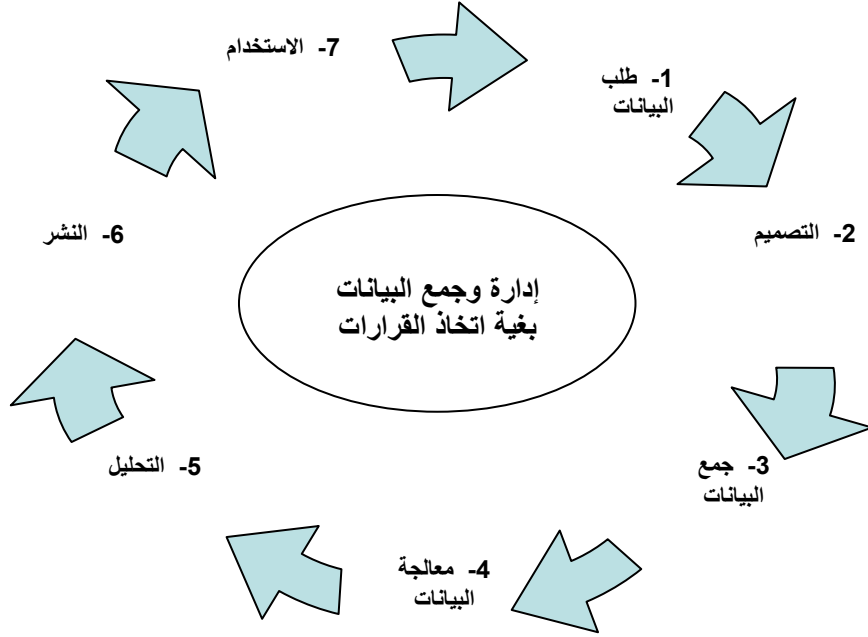 1- طلب
البيانات
2- التصميم
3- جمع
البيانات
4- معالجة
البيانات
5- التحليل
6- النشر
7- الاستخدام
إدارة وجمع البيانات
بغية اتخاذ القرارات